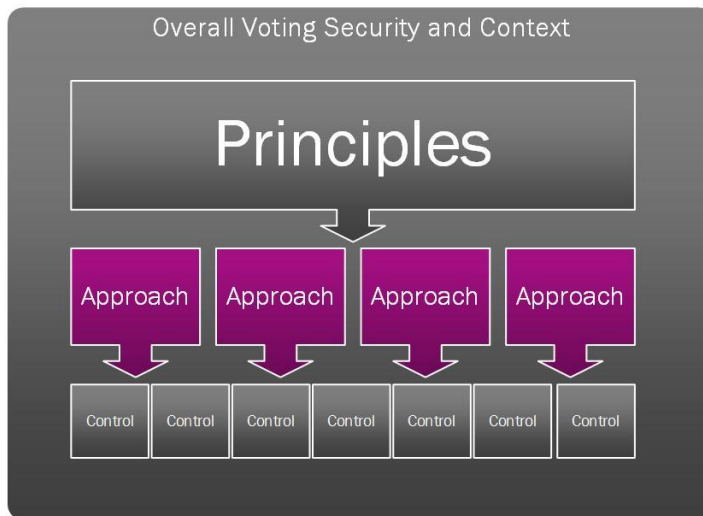 Overall Voting Security and Context
Principles
Approach Approach Approach Approach
Control Control Control Control Control Control Control